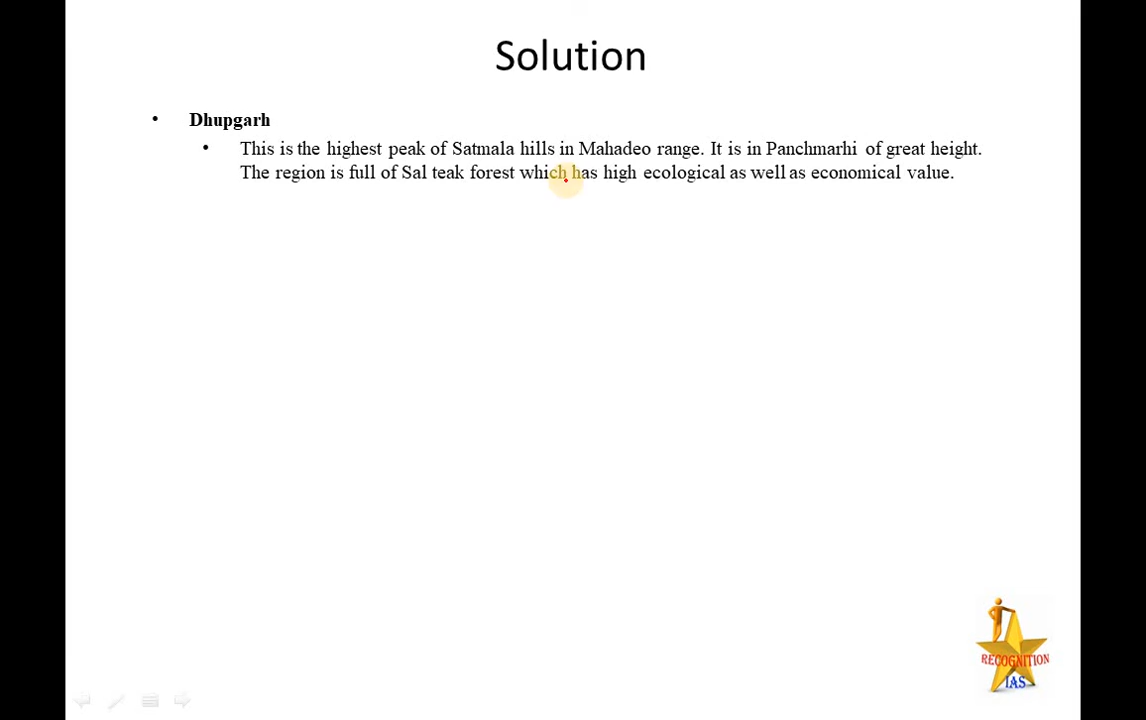 Solution
• Dhupgarh
• This is the highest peak of Satmala hills in Mahadeo range. It is in Panchmarhi of great height.
The region is full of Sal teak forest which has high ecological as well as economical value.
RECOGNITION
IAS